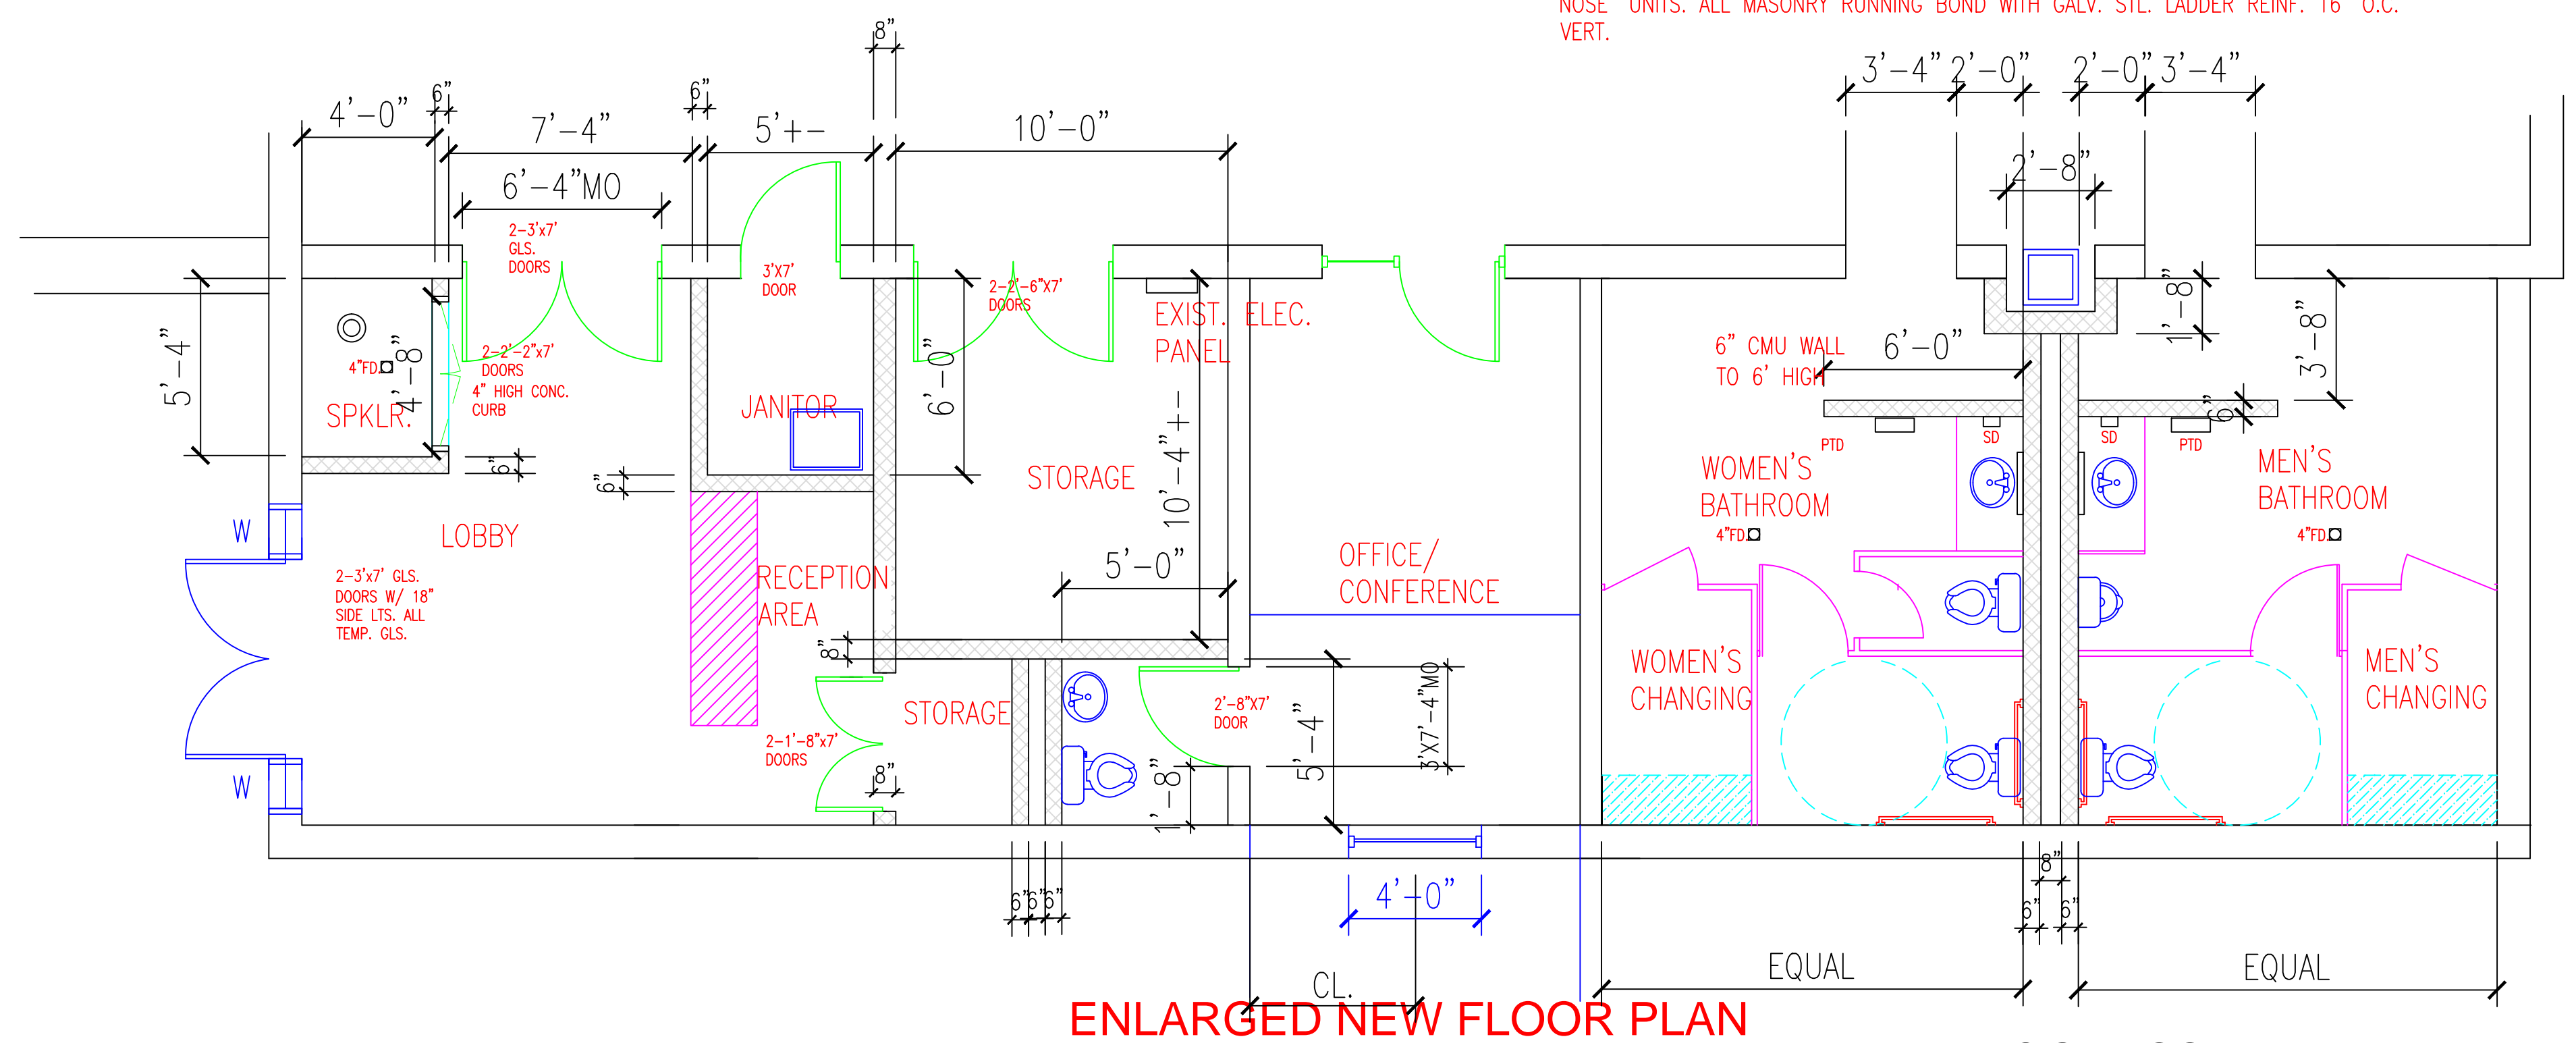 NOSE" UNITS. ALL MASONRY RUNNING BOND WITH GALV. STL. LADDER REINF. 16" O.C.
VERT.
8"
3'-4"
2'-0"
2'-0"
3'-4"
4'-0"
6"
7'-4"
6"
5'+-
10'-0"
6'-4"MO
2'-8"
2-3'x7'
GLS.
DOORS
3'X7'
DOOR
2-2'-6"X7'
DOORS
EXIST. ELEC.
PANEL
5'-4"
4'-8"
4"FD.
SPKLR.
2-2'-2"x7'
DOORS
4" HIGH CONC.
CURB
JANITOR
6'-0"
10'-4"+-
6" CMU WALL
TO 6' HIGH
6'-0"
1'-8"
3'-8"
6"
PTD
SD
SD
PTD
6"
6"
STORAGE
WOMEN'S
BATHROOM
4"FD.
MEN'S
BATHROOM
4"FD.
W
LOBBY
2-3'x7' GLS.
DOORS W/ 18"
SIDE LTS. ALL
TEMP. GLS.
RECEPTION
AREA
5'-0"
OFFICE/
CONFERENCE
8"
WOMEN'S
CHANGING
MEN'S
CHANGING
STORAGE
2'-8"X7'
DOOR
5'-4"
3'X7'-4"MO
2-1'-8"x7'
DOORS
8"
1'-8"
W
6"
6"
6"
4'-0"
8"
6"
6"
CL.
EQUAL
EQUAL
ENLARGED NEW FLOOR PLAN